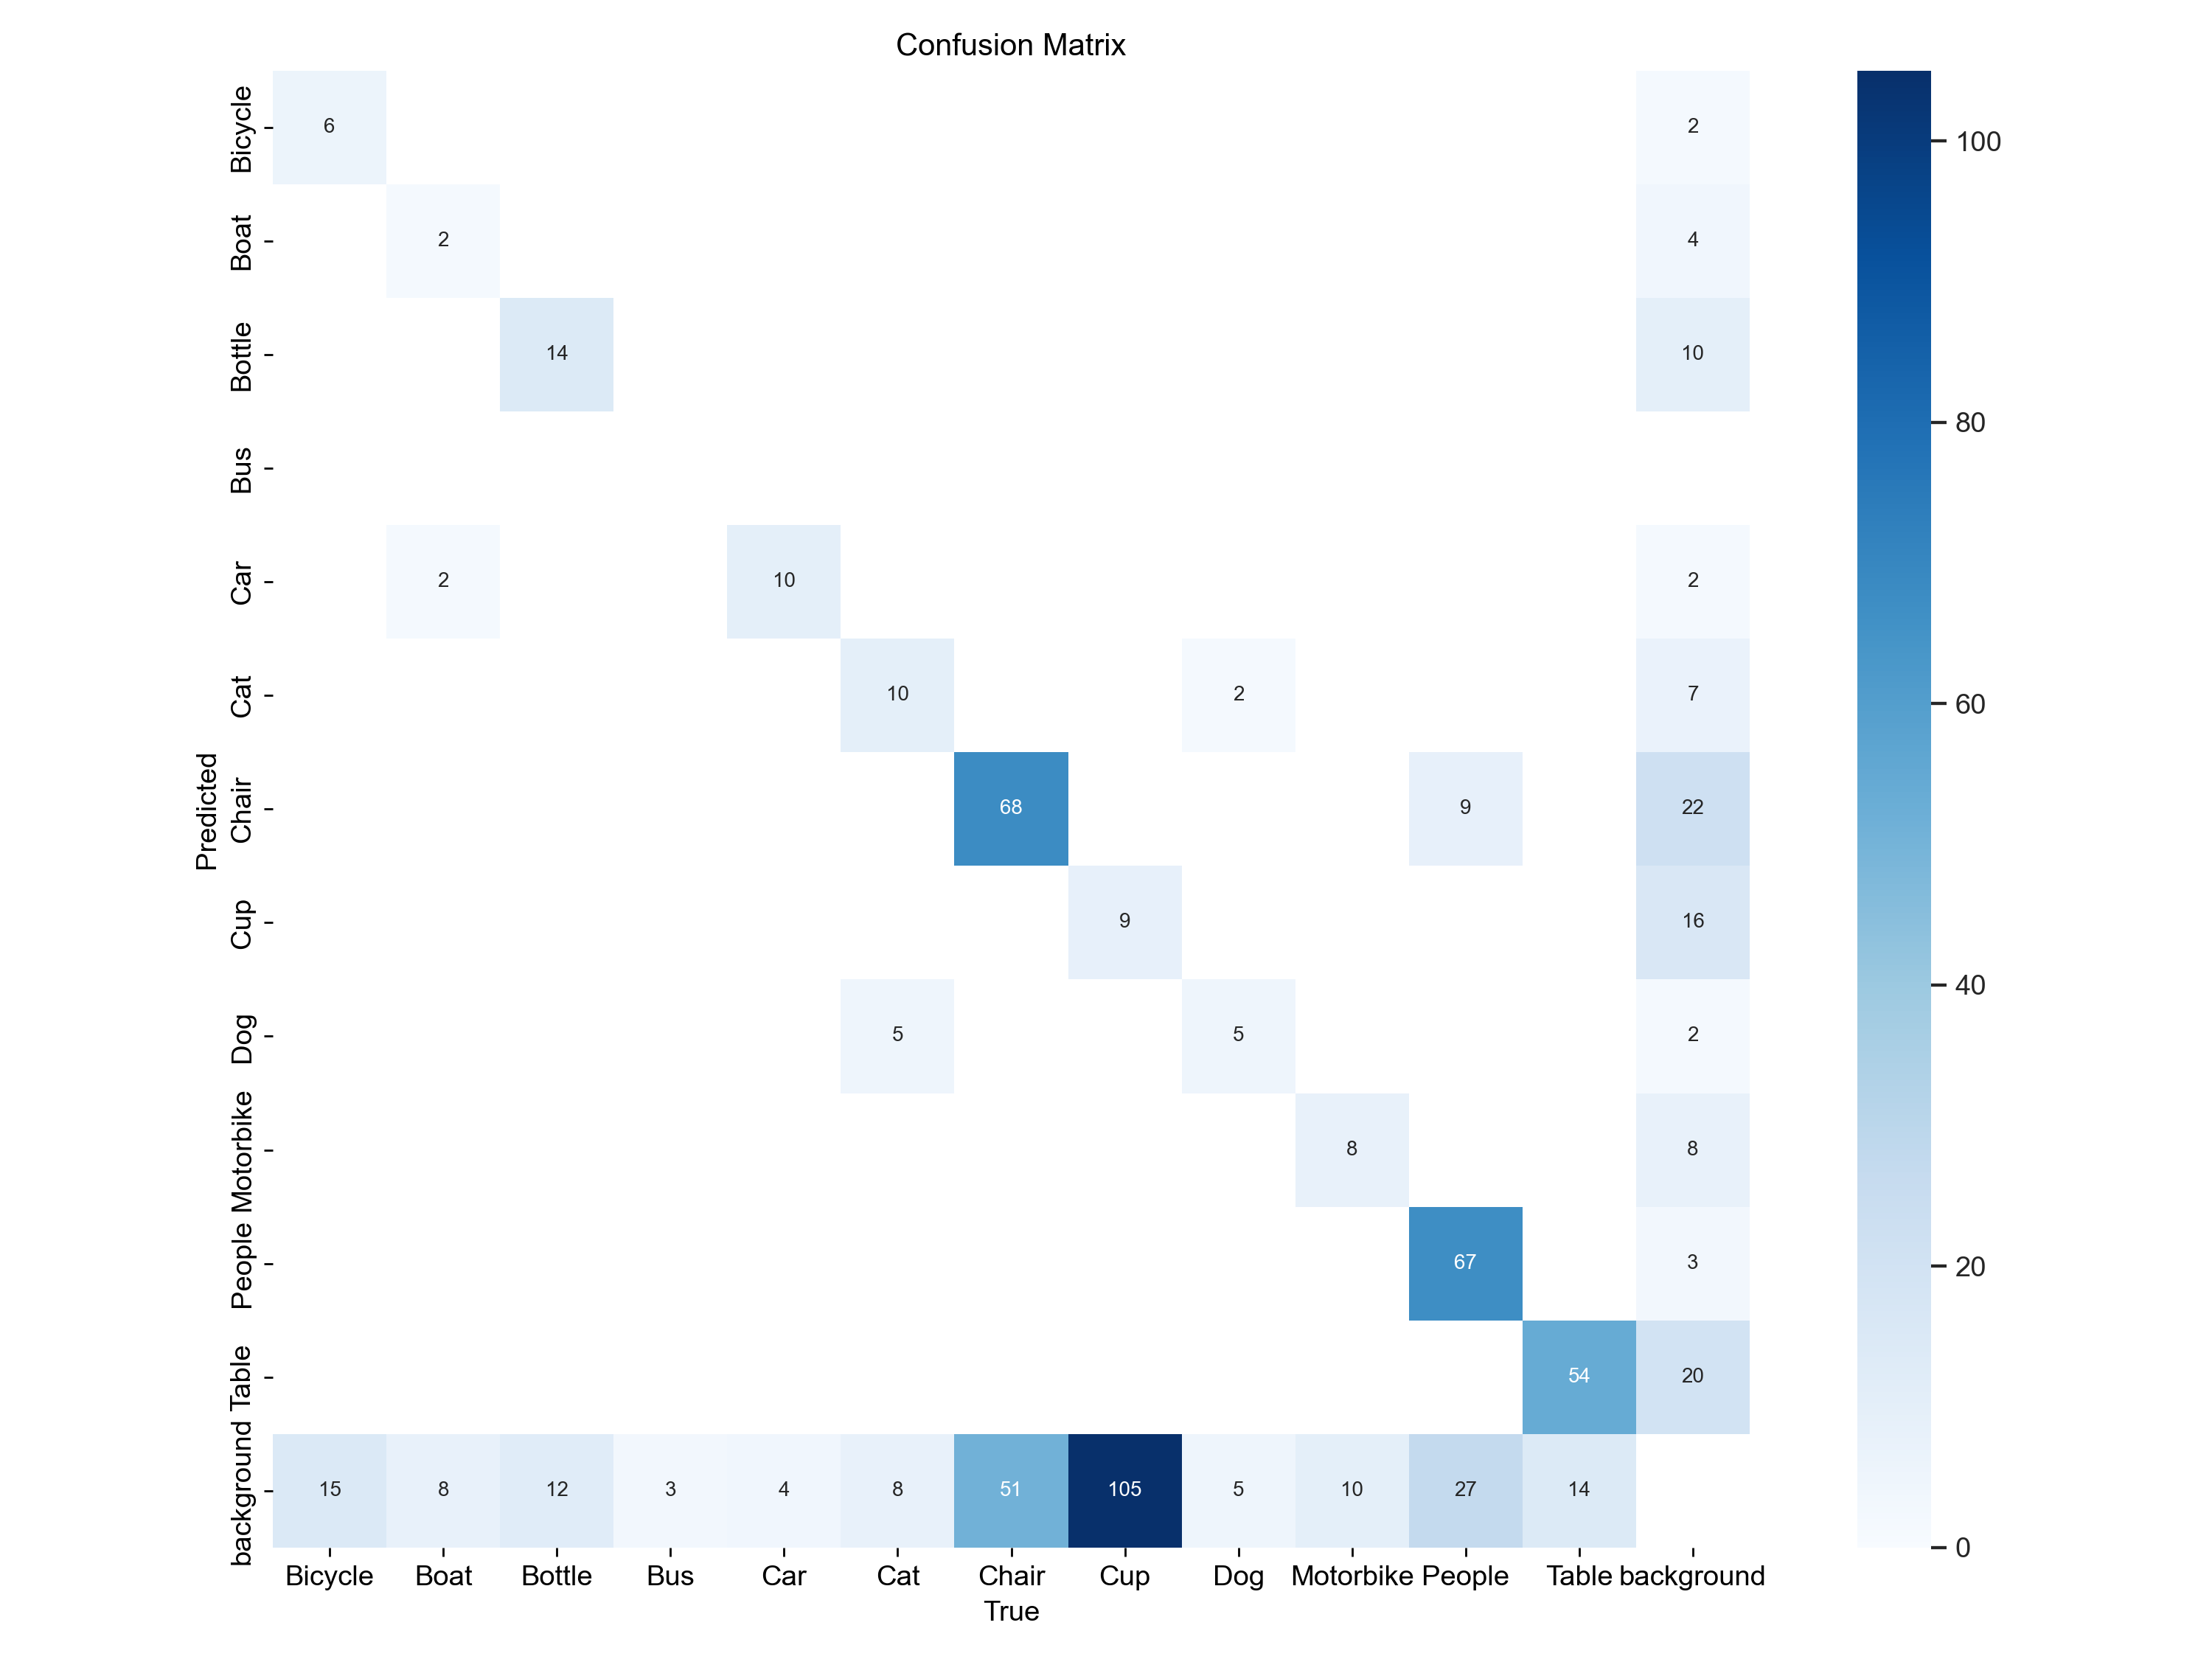 Confusion Matrix
Predicted
Bicycle 6 2
Boat 2 4
Bottle 14 10
Bus
Car 2 10 2
Cat 10 2 7
Chair 68 9 22
Cup 9 16
Dog 5 5 2
Motorbike 8 8
People 67 3
Table 54 20
background 15 8 12 3 4 8 51 105 5 10 27 14
Bicycle Boat Bottle Bus Car Cat Chair Cup Dog Motorbike People Table background
True
100
80
60
40
20
0